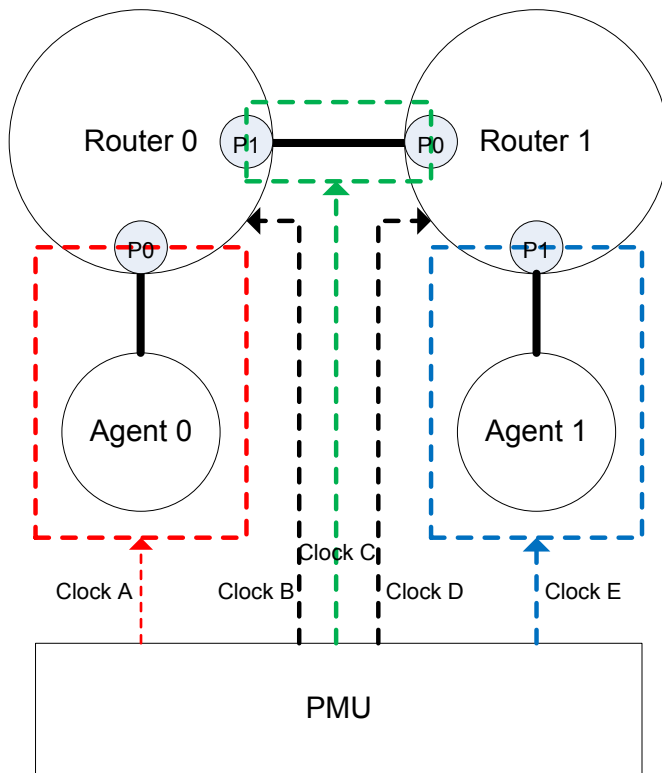 Router 0
P1
P0
Router 1
P0
P1
Agent 0
Agent 1
Clock C
Clock A
Clock B
Clock D
Clock E
PMU